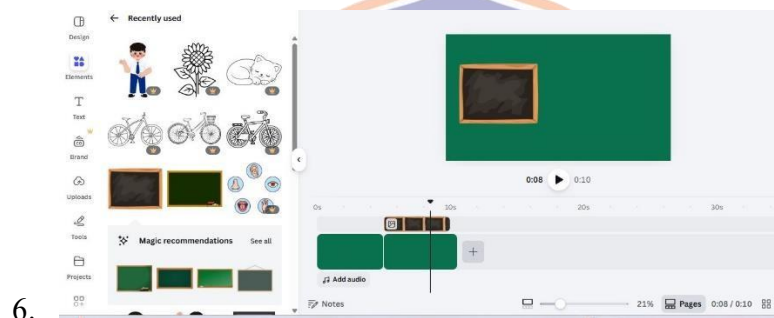 Design
Elements
Text
Brand
Uploads
Tools
Projects
← Recently used
Magic recommendations See all
0:08 0:10
0s 10s 20s 30s
Add audio
Notes
21% Pages 0:08 / 0:10
6.